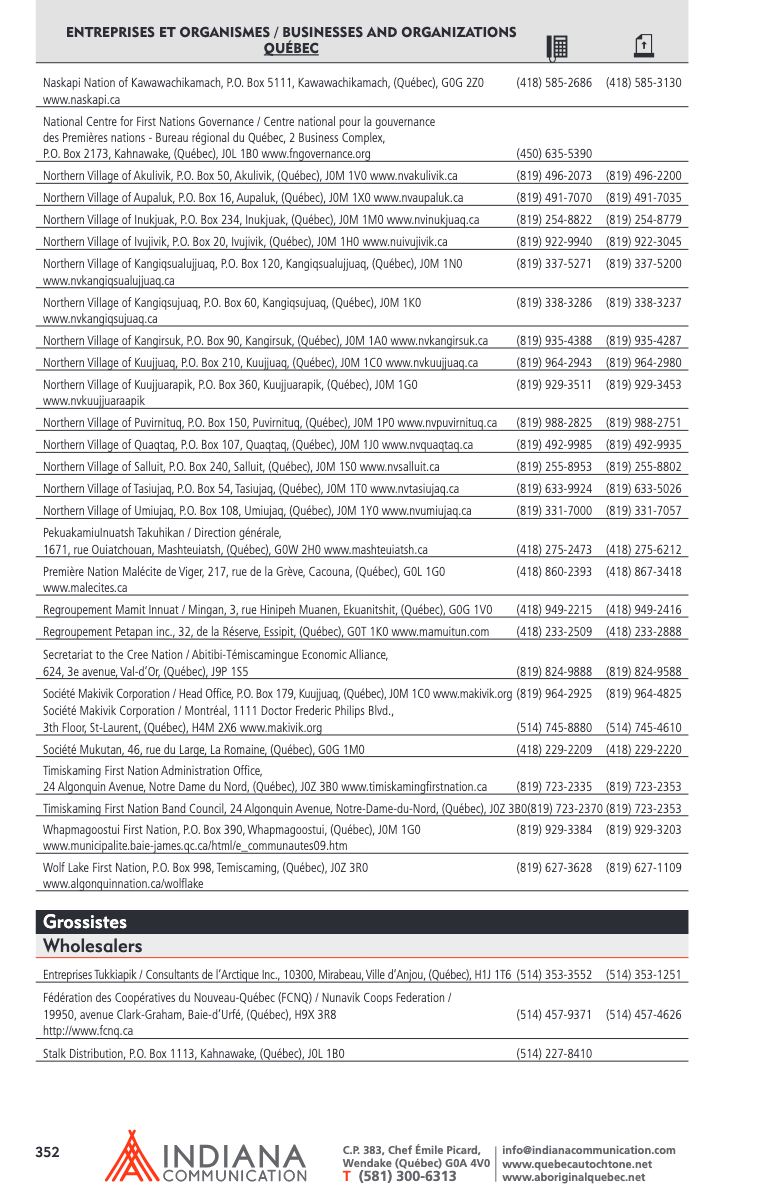 ENTREPRISES ET ORGANISMES / BUSINESSES AND ORGANIZATIONS
QUÉBEC
Naskapi Nation of Kawawachikamach, P.O. Box 5111, Kawawachikamach, (Québec), G0G 2Z0 (418) 585-2686 (418) 585-3130
www.naskapi.ca
National Centre for First Nations Governance / Centre national pour la gouvernance
des Premières nations - Bureau régional du Québec, 2 Business Complex,
P.O. Box 2173, Kahnawake, (Québec), J0L 1B0 www.fngovernance.org (450) 635-5390
Northern Village of Akulivik, P.O. Box 50, Akulivik, (Québec), J0M 1V0 www.nvakulivik.ca (819) 496-2073 (819) 496-2200
Northern Village of Aupaluk, P.O. Box 16, Aupaluk, (Québec), J0M 1X0 www.nvaupaluk.ca (819) 491-7070 (819) 491-7035
Northern Village of Inukjuak, P.O. Box 234, Inukjuak, (Québec), J0M 1M0 www.nvinukjuaq.ca (819) 254-8822 (819) 254-8779
Northern Village of Ivujivik, P.O. Box 20, Ivujivik, (Québec), J0M 1H0 www.nuivujivik.ca (819) 922-9940 (819) 922-3045
Northern Village of Kangiqsualujjuaq, P.O. Box 120, Kangiqsualujjuaq, (Québec), J0M 1N0 (819) 337-5271 (819) 337-5200
www.nvkangiqsualujjuaq.ca
Northern Village of Kangiqsujuaq, P.O. Box 60, Kangiqsujuaq, (Québec), J0M 1K0 (819) 338-3286 (819) 338-3237
www.nvkangiqsujuaq.ca
Northern Village of Kangirsuk, P.O. Box 90, Kangirsuk, (Québec), J0M 1A0 www.nvkangirsuk.ca (819) 935-4388 (819) 935-4287
Northern Village of Kuujjuaq, P.O. Box 210, Kuujjuaq, (Québec), J0M 1C0 www.nvkuujjuaq.ca (819) 964-2943 (819) 964-2980
Northern Village of Kuujjuarapik, P.O. Box 360, Kuujjuarapik, (Québec), J0M 1G0 (819) 929-3511 (819) 929-3453
www.nvkuujjuaraapik
Northern Village of Puvirnituq, P.O. Box 150, Puvirnituq, (Québec), J0M 1P0 www.nvpuvirnituq.ca (819) 988-2825 (819) 988-2751
Northern Village of Quaqtaq, P.O. Box 107, Quaqtaq, (Québec), J0M 1J0 www.nvquaqtaq.ca (819) 492-9985 (819) 492-9935
Northern Village of Salluit, P.O. Box 240, Salluit, (Québec), J0M 1S0 www.nvsalluit.ca (819) 255-8953 (819) 255-8802
Northern Village of Tasiujaq, P.O. Box 54, Tasiujaq, (Québec), J0M 1T0 www.nvtasiujaq.ca (819) 633-9924 (819) 633-5026
Northern Village of Umiujaq, P.O. Box 108, Umiujaq, (Québec), J0M 1Y0 www.nvumiujaq.ca (819) 331-7000 (819) 331-7057
PekuakamiuInuatsh Takuhikan / Direction générale,
1671, rue Ouiatchouan, Mashteuiatsh, (Québec), G0W 2H0 www.mashteuiatsh.ca (418) 275-2473 (418) 275-6212
Première Nation Malécite de Viger, 217, rue de la Grève, Cacouna, (Québec), G0L 1G0 (418) 860-2393 (418) 867-3418
www.malecites.ca
Regroupement Mamit Innuat / Mingan, 3, rue Hinipeh Muanen, Ekuanitshit, (Québec), G0G 1V0 (418) 949-2215 (418) 949-2416
Regroupement Petapan inc., 32, de la Réserve, Essipit, (Québec), G0T 1K0 www.mamuitun.com (418) 233-2509 (418) 233-2888
Secretariat to the Cree Nation / Abitibi-Témiscamingue Economic Alliance,
624, 3e avenue, Val-d'Or, (Québec), J9P 1S5 (819) 824-9888 (819) 824-9588
Société Makivik Corporation / Head Office, P.O. Box 179, Kuujjuaq, (Québec), J0M 1C0 www.makivik.org (819) 964-2925 (819) 964-4825
Société Makivik Corporation / Montréal, 1111 Doctor Frederic Philips Blvd.,
3th Floor, St-Laurent, (Québec), H4M 2X6 www.makivik.org (514) 745-8880 (514) 745-4610
Société Mukutan, 46, rue du Large, La Romaine, (Québec), G0G 1M0 (418) 229-2209 (418) 229-2220
Timiskaming First Nation Administration Office,
24 Algonquin Avenue, Notre Dame du Nord, (Québec), J0Z 3B0 www.timiskamingfirstnation.ca (819) 723-2335 (819) 723-2353
Timiskaming First Nation Band Council, 24 Algonquin Avenue, Notre-Dame-du-Nord, (Québec), J0Z 3B0(819) 723-2370 (819) 723-2353
Whapmagoostui First Nation, P.O. Box 390, Whapmagoostui, (Québec), J0M 1G0 (819) 929-3384 (819) 929-3203
www.municipalite.baie-james.qc.ca/html/e_communautes09.htm
Wolf Lake First Nation, P.O. Box 998, Temiscaming, (Québec), J0Z 3R0 (819) 627-3628 (819) 627-1109
www.algonquinnation.ca/wolflake
Grossistes
Wholesalers
Entreprises Tukkiapik / Consultants de l'Arctique Inc., 10300, Mirabeau, Ville d'Anjou, (Québec), H1J 1T6 (514) 353-3552 (514) 353-1251
Fédération des Coopératives du Nouveau-Québec (FCNQ) / Nunavik Coops Federation /
19950, avenue Clark-Graham, Baie-d'Urfé, (Québec), H9X 3R8 (514) 457-9371 (514) 457-4626
http://www.fcnq.ca
Stalk Distribution, P.O. Box 1113, Kahnawake, (Québec), J0L 1B0 (514) 227-8410
352
INDIANA
COMMUNICATION
C.P. 383, Chef Émile Picard,
Wendake (Québec) G0A 4V0
T (581) 300-6313
info@indianacommunication.com
www.quebecautochtone.net
www.aboriginalquebec.net